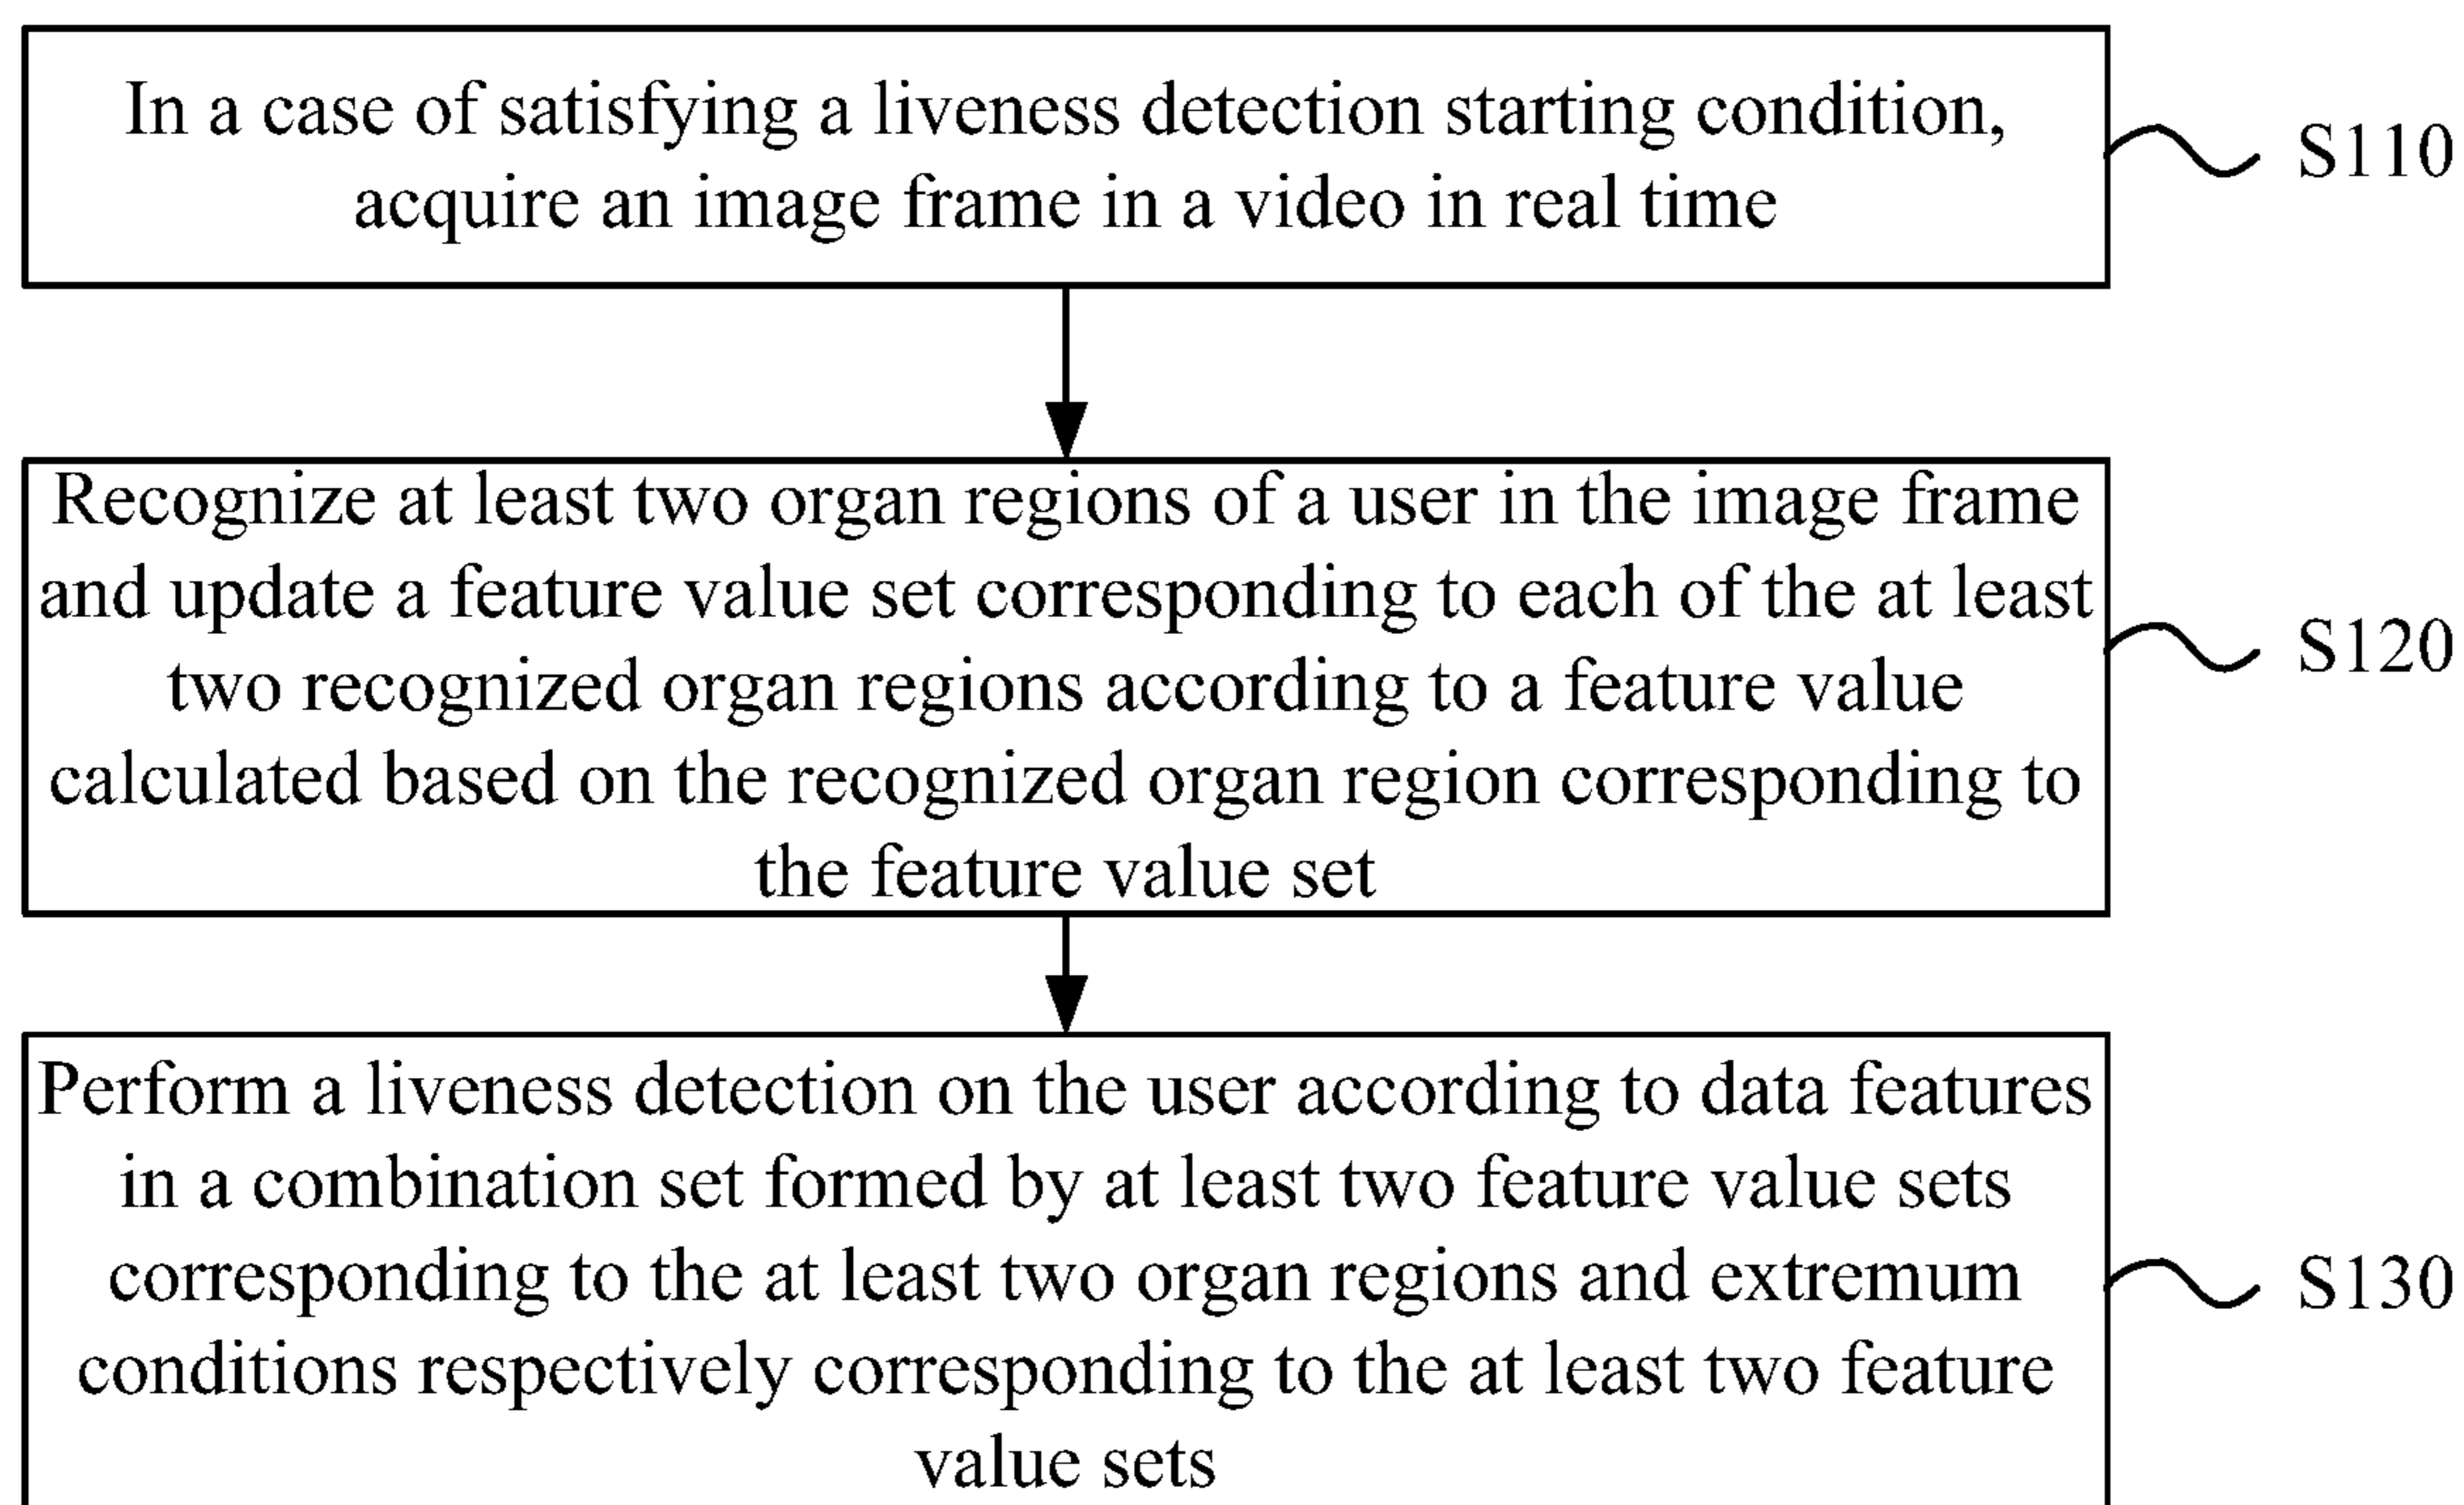 In a case of satisfying a liveness detection starting condition,
acquire an image frame in a video in real time
S110
Recognize at least two organ regions of a user in the image frame
and update a feature value set corresponding to each of the at least
two recognized organ regions according to a feature value
calculated based on the recognized organ region corresponding to
the feature value set
S120
Perform a liveness detection on the user according to data features
in a combination set formed by at least two feature value sets
corresponding to the at least two organ regions and extremum
conditions respectively corresponding to the at least two feature
value sets
S130